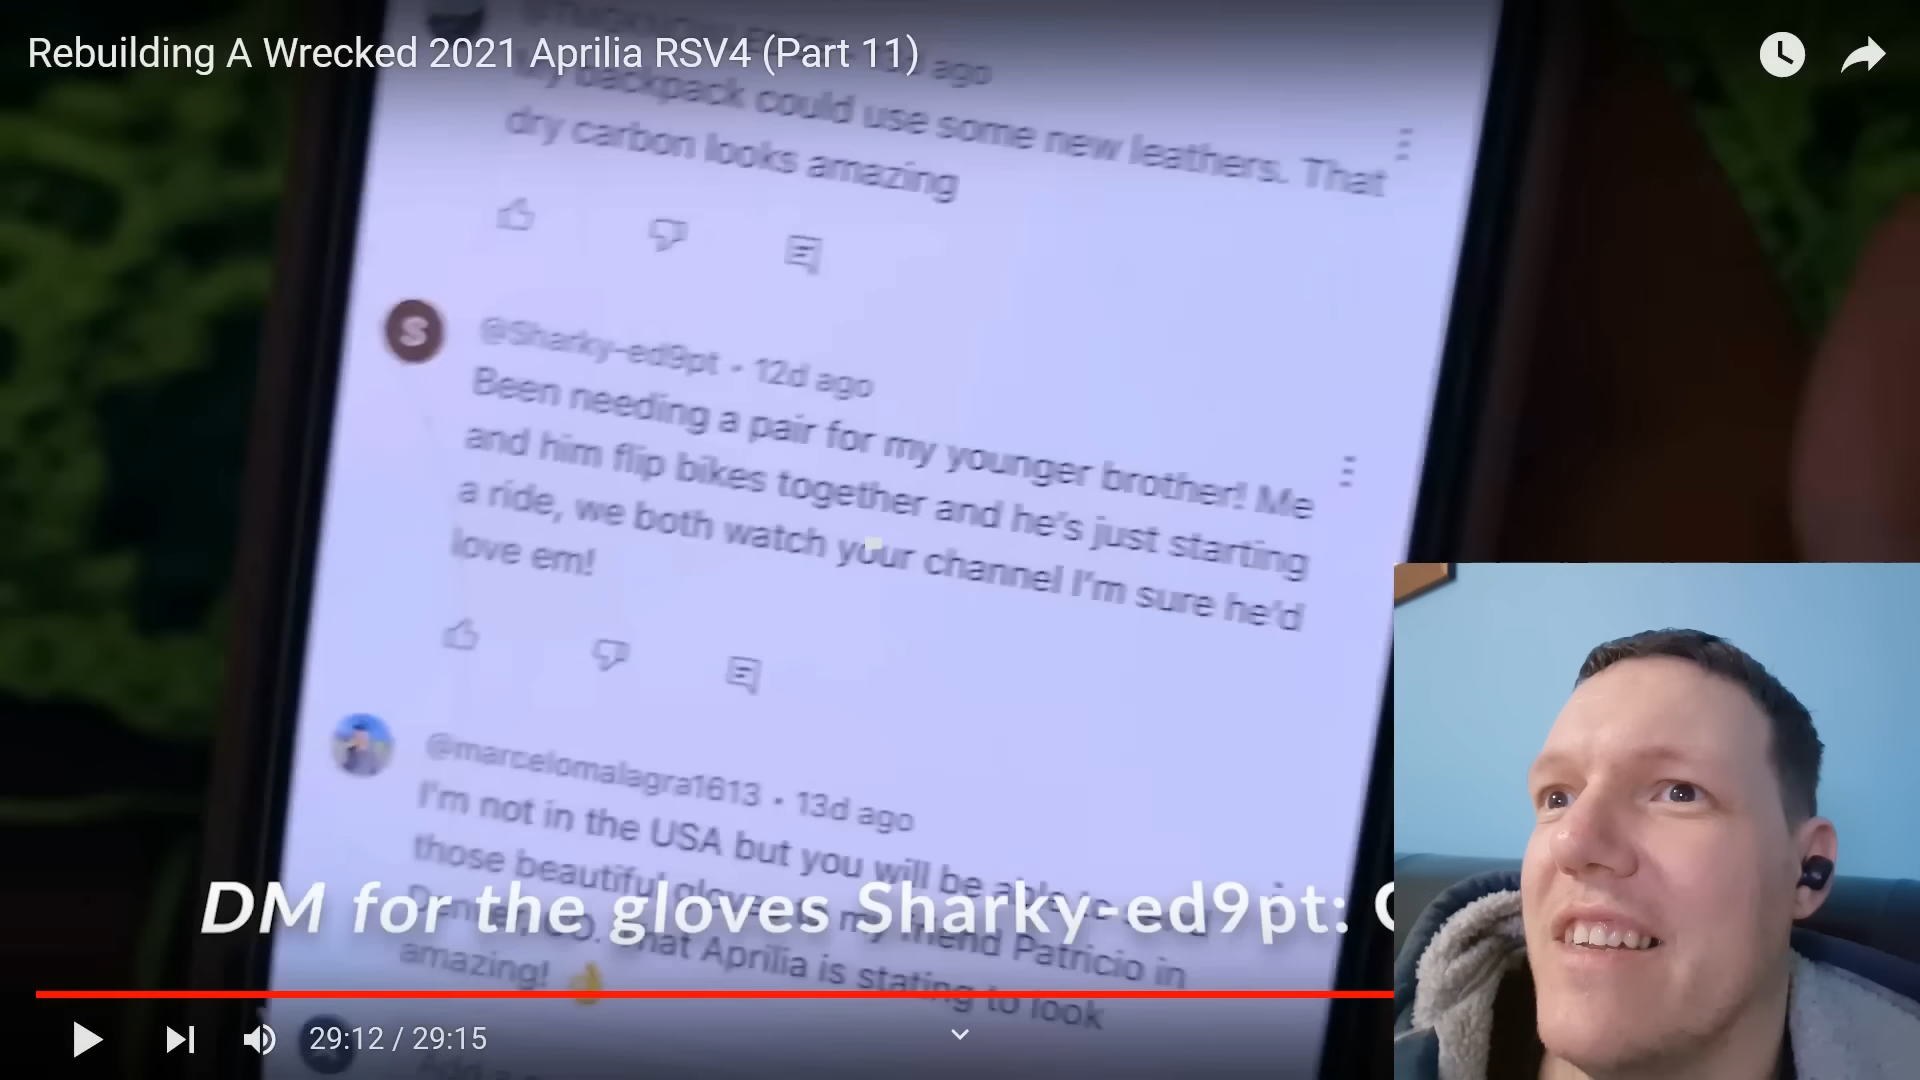 Rebuilding A Wrecked 2021 Aprilia RSV4 (Part 11)
ago
backpack could use some new leathers. That
dry carbon looks amazing
S
@Sharky-ed9pt • 12d ago
Been needing a pair for my younger brother! Me
and him flip bikes together and he's just starting
a ride, we both watch your channel I'm sure he'd
love em!
@marcelomalagra1613 • 13d ago
I'm not in the USA but you will be able to
those beautiful gloves to my friend Patricio in
DM for the gloves Sharky-ed9pt:
CO. That Aprilia is stating to look
amazing! 👌
29:12 / 29:15